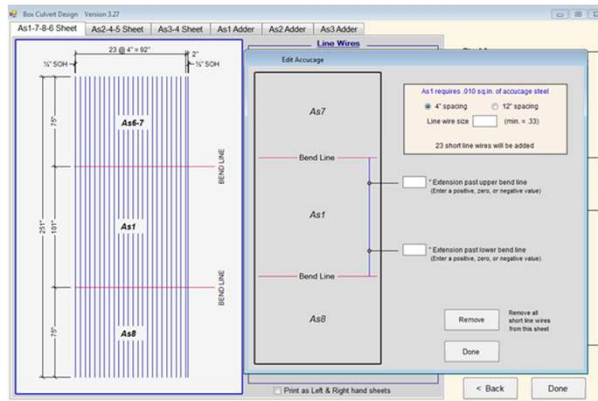 Box Culvert Design Version 3.27
As1-7-8-6 Sheet
As2-4-5 Sheet
As3-4 Sheet
As1 Adder
As2 Adder
As3 Adder
23 @ 4" = 92"
2"
½" SOH
½" SOH
75"
As6-7
BEND LINE
251"
101"
As1
BEND LINE
75"
As8
Line Wires
Edit Accucage
As7
Bend Line
As1
Bend Line
As8
As1 requires .010 sq.in. of accucage steel
4" spacing
12" spacing
Line wire size
(min. = .33)
23 short line wires will be added
" Extension past upper bend line
(Enter a positive, zero, or negative value)
" Extension past lower bend line
(Enter a positive, zero, or negative value)
Remove
Remove all
short line wires
from this sheet
Done
Print as Left & Right hand sheets
< Back
Done